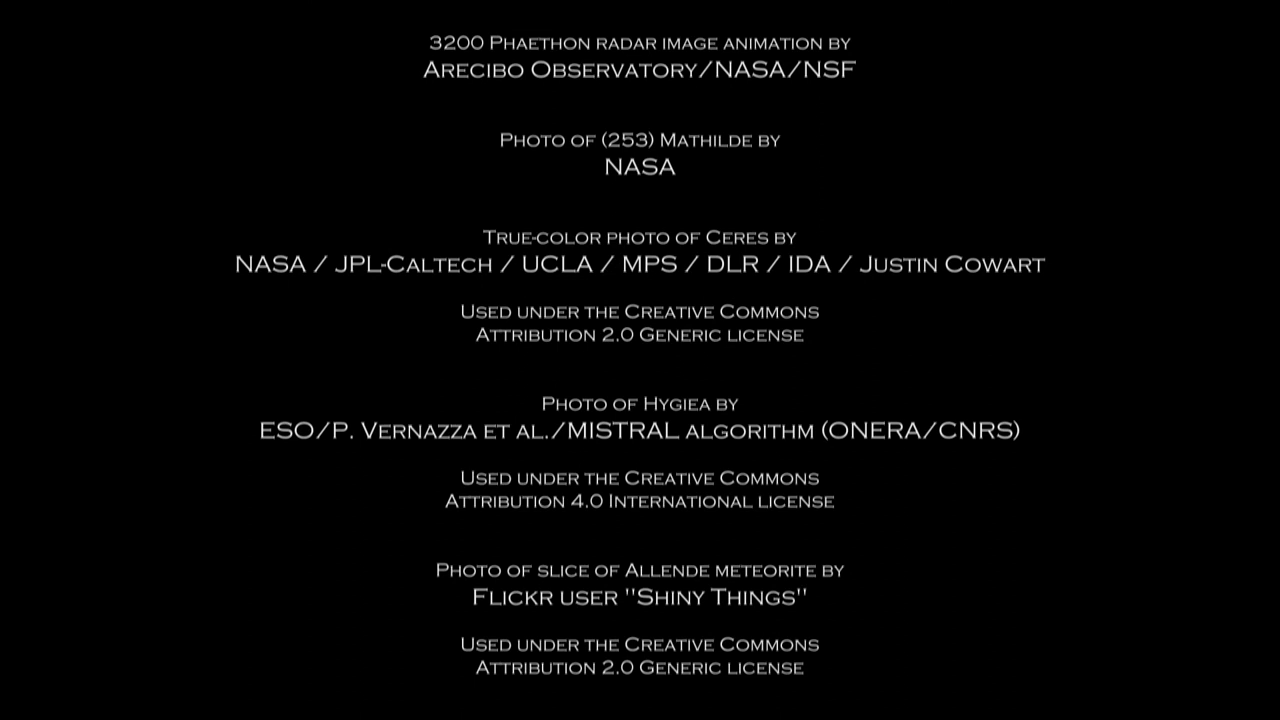 3200 Phaethon radar image animation by
Arecibo Observatory/NASA/NSF
Photo of (253) Mathilde by
NASA
True-color photo of Ceres by
NASA / JPL-Caltech / UCLA / MPS / DLR / IDA / Justin Cowart
Used under the Creative Commons
Attribution 2.0 Generic license
Photo of Hygiea by
ESO/P. Vernazza et al./MISTRAL algorithm (ONERA/CNRS)
Used under the Creative Commons
Attribution 4.0 International license
Photo of slice of Allende meteorite by
Flickr user "Shiny Things"
Used under the Creative Commons
Attribution 2.0 Generic license